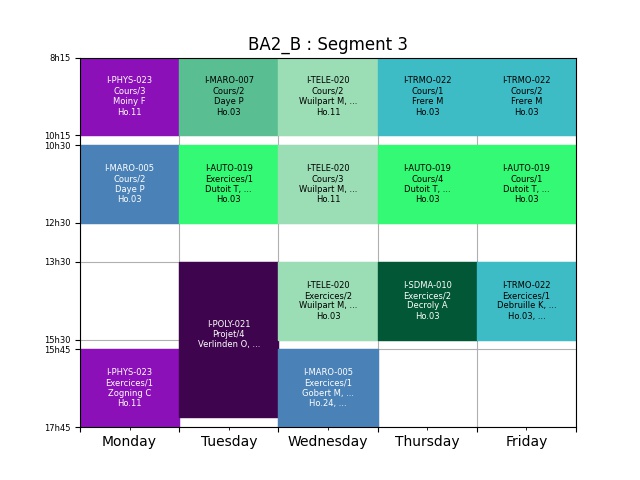 BA2_B : Segment 3
8h15
I-PHYS-023
Cours/3
Moiny F
Ho.11
I-MARO-007
Cours/2
Daye P
Ho.03
I-TELE-020
Cours/2
Wuilpart M, ...
Ho.11
I-TRMO-022
Cours/1
Frere M
Ho.03
I-TRMO-022
Cours/2
Frere M
Ho.03
10h15
10h30
I-MARO-005
Cours/2
Daye P
Ho.03
I-AUTO-019
Exercices/1
Dutoit T, ...
Ho.03
I-TELE-020
Cours/3
Wuilpart M, ...
Ho.11
I-AUTO-019
Cours/4
Dutoit T, ...
Ho.03
I-AUTO-019
Cours/1
Dutoit T, ...
Ho.03
12h30
13h30
I-POLY-021
Projet/4
Verlinden O, ...
I-TELE-020
Exercices/2
Wuilpart M, ...
Ho.03
I-SDMA-010
Exercices/2
Decroly A
Ho.03
I-TRMO-022
Exercices/1
Debruille K, ...
Ho.03, ...
15h30
15h45
I-PHYS-023
Exercices/1
Zogning C
Ho.11
I-MARO-005
Exercices/1
Gobert M, ...
Ho.24, ...
17h45
Monday
Tuesday
Wednesday
Thursday
Friday